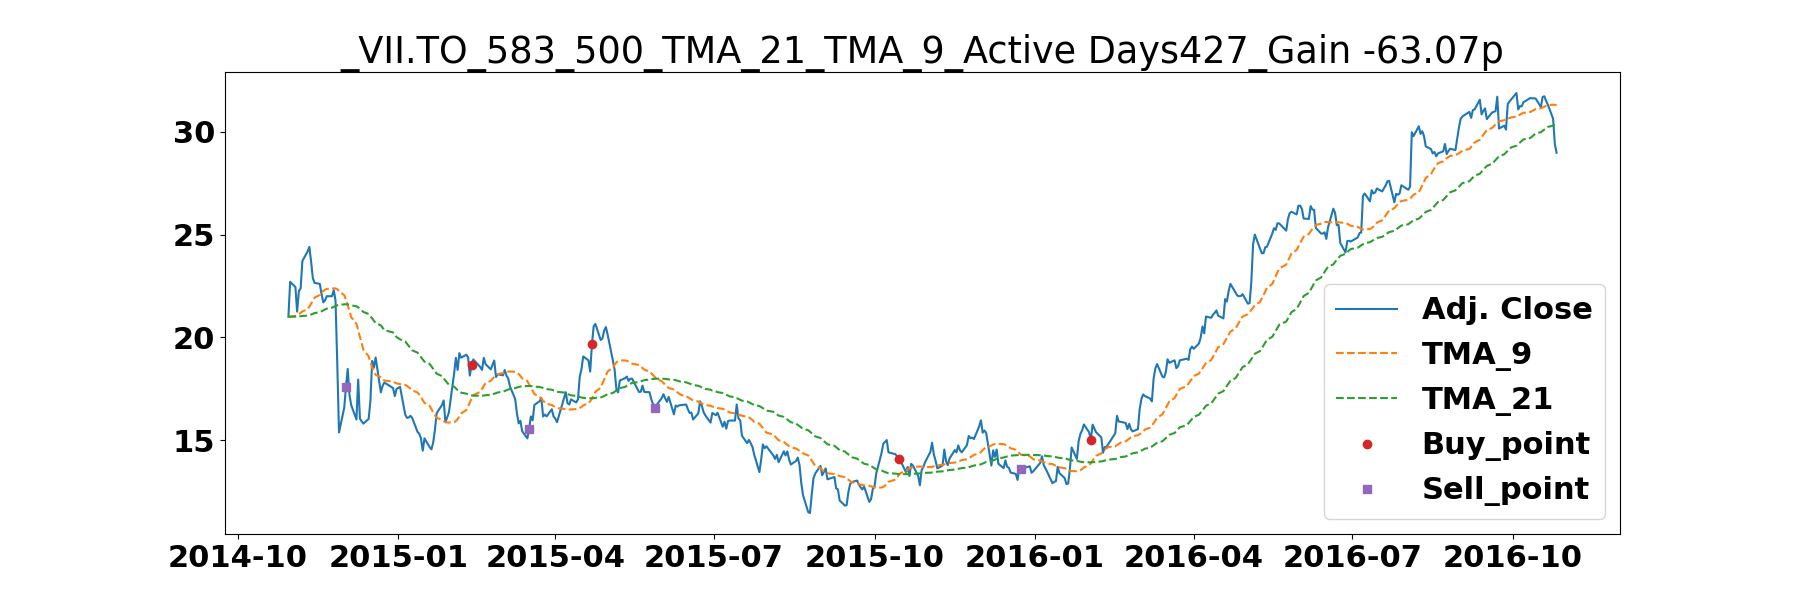 _VII.TO_583_500_TMA_21_TMA_9_Active Days427_Gain -63.07p
30
25
20
15
Adj. Close
TMA_9
TMA_21
Buy_point
Sell_point
2014-10 2015-01 2015-04 2015-07 2015-10 2016-01 2016-04 2016-07 2016-10